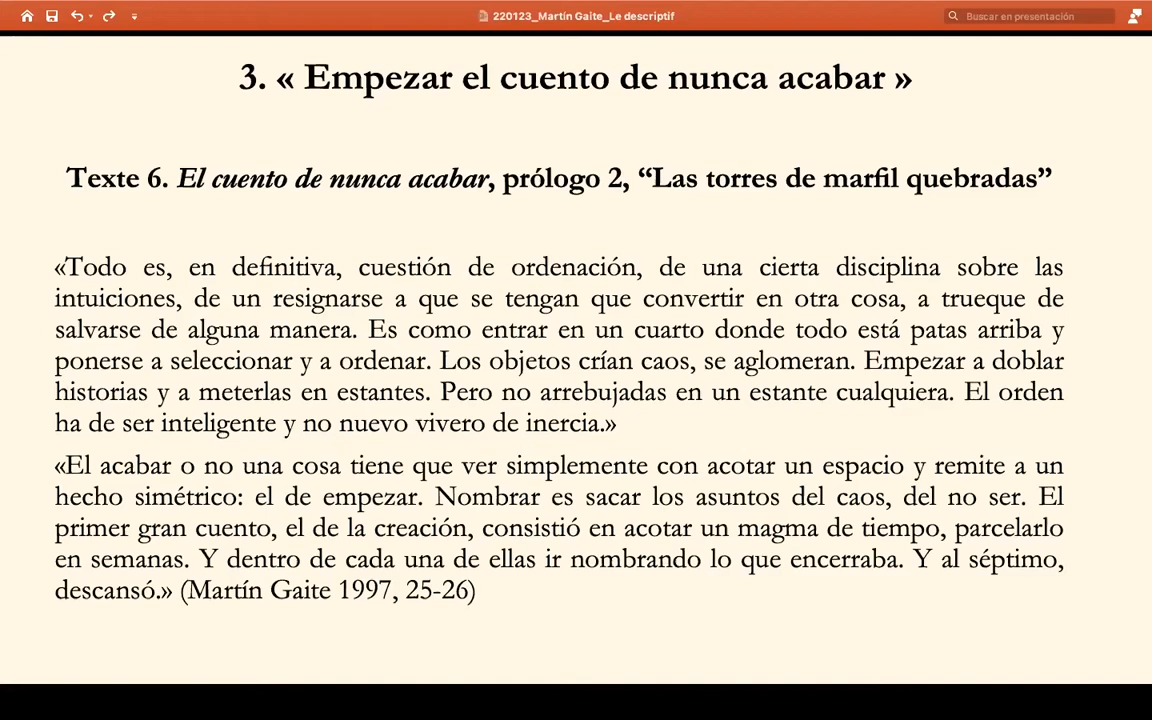 220123_Martín Gaite_Le descriptif
Buscar en presentación
3. « Empezar el cuento de nunca acabar »
Texte 6. El cuento de nunca acabar, prólogo 2, “Las torres de marfil quebradas”
«Todo es, en definitiva, cuestión de ordenación, de una cierta disciplina sobre las
intuiciones, de un resignarse a que se tengan que convertir en otra cosa, a trueque de
salvarse de alguna manera. Es como entrar en un cuarto donde todo está patas arriba y
ponerse a seleccionar y a ordenar. Los objetos crían caos, se aglomeran. Empezar a doblar
historias y a meterlas en estantes. Pero no arrebujadas en un estante cualquiera. El orden
ha de ser inteligente y no nuevo vivero de inercia.»
«El acabar o no una cosa tiene que ver simplemente con acotar un espacio y remite a un
hecho simétrico: el de empezar. Nombrar es sacar los asuntos del caos, del no ser. El
primer gran cuento, el de la creación, consistió en acotar un magma de tiempo, parcelarlo
en semanas. Y dentro de cada una de ellas ir nombrando lo que encerraba. Y al séptimo,
descansó.» (Martín Gaite 1997, 25-26)